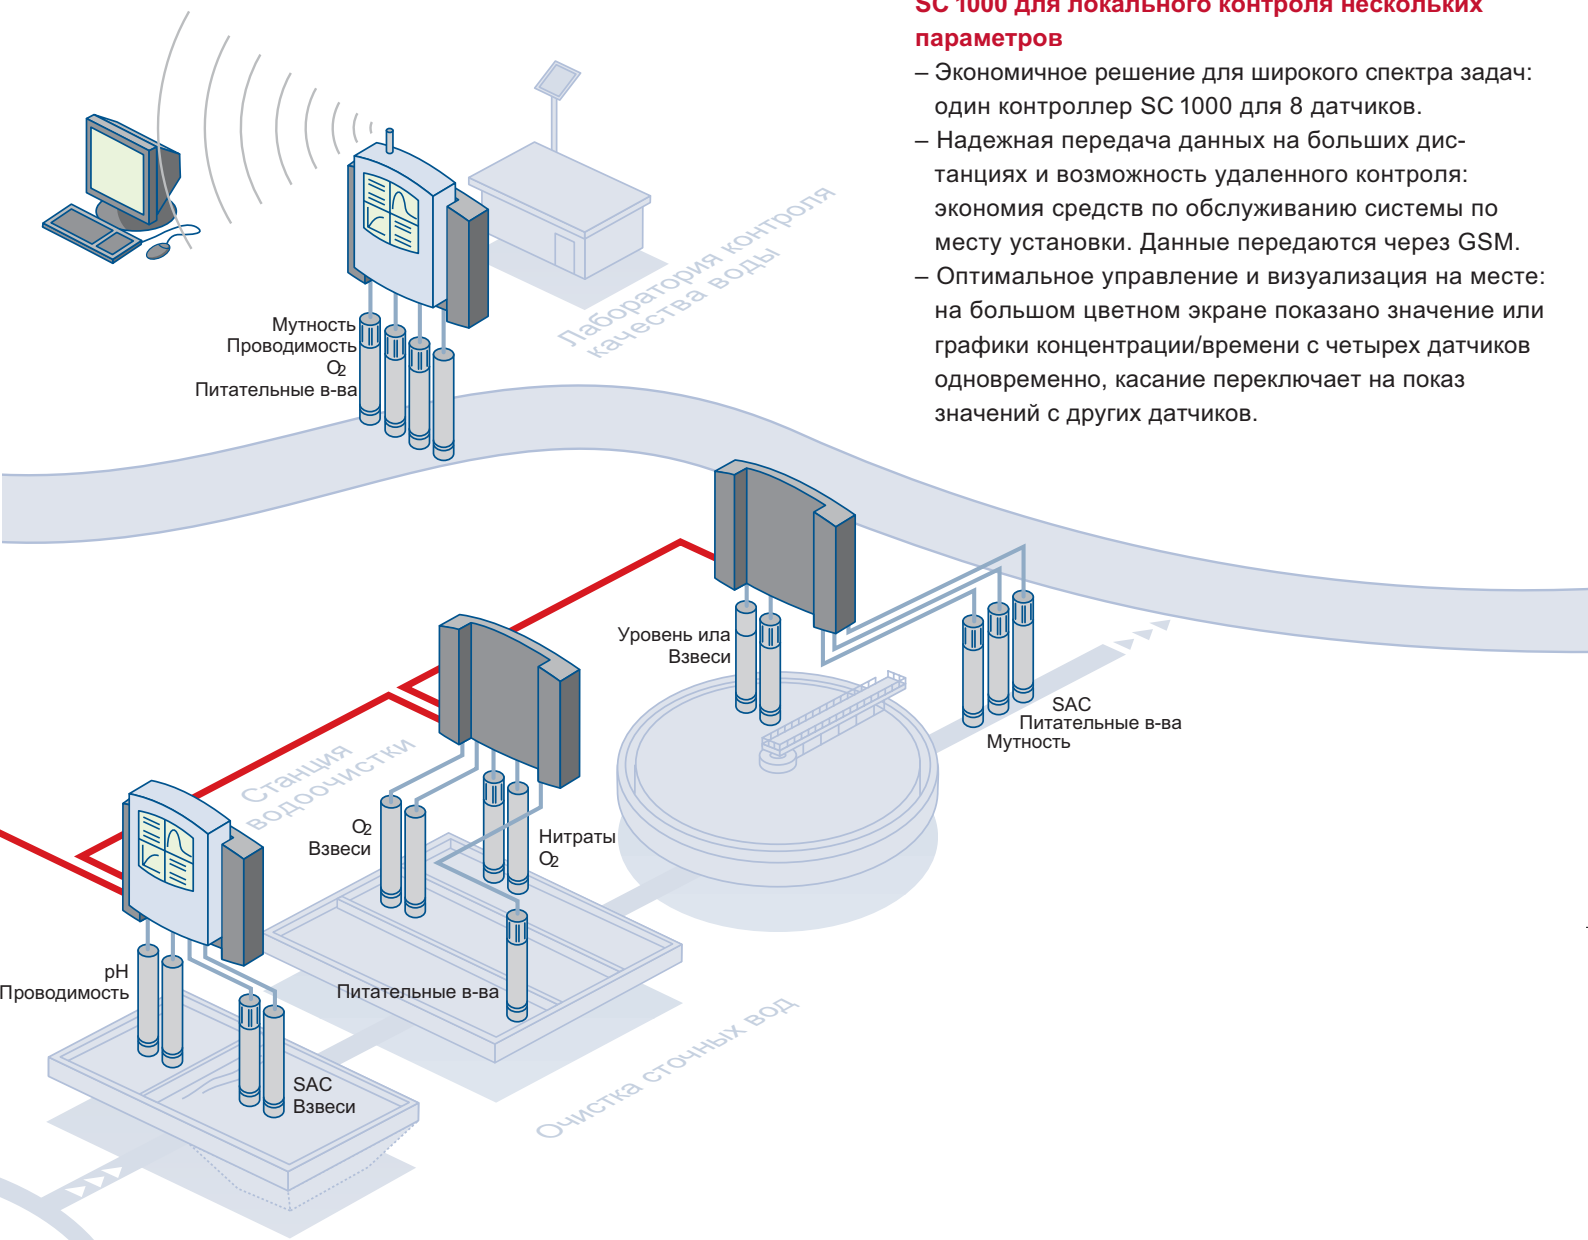 SC 1000 для локального контроля нескольких
параметров
– Экономичное решение для широкого спектра задач:
один контроллер SC 1000 для 8 датчиков.
– Надежная передача данных на больших дис-
танциях и возможность удаленного контроля:
экономия средств по обслуживанию системы по
месту установки. Данные передаются через GSM.
– Оптимальное управление и визуализация на месте:
на большом цветном экране показано значение или
графики концентрации/времени с четырех датчиков
одновременно, касание переключает на показ
значений с других датчиков.
Лаборатория контроля
качества воды
Мутность
Проводимость
O2
Питательные в-ва
Уровень ила
Взвеси
SAC
Питательные в-ва
Мутность
Станция
водоочистки
O2
Взвеси
Нитраты
O2
Питательные в-ва
pH
Проводимость
SAC
Взвеси
Очистка сточных вод